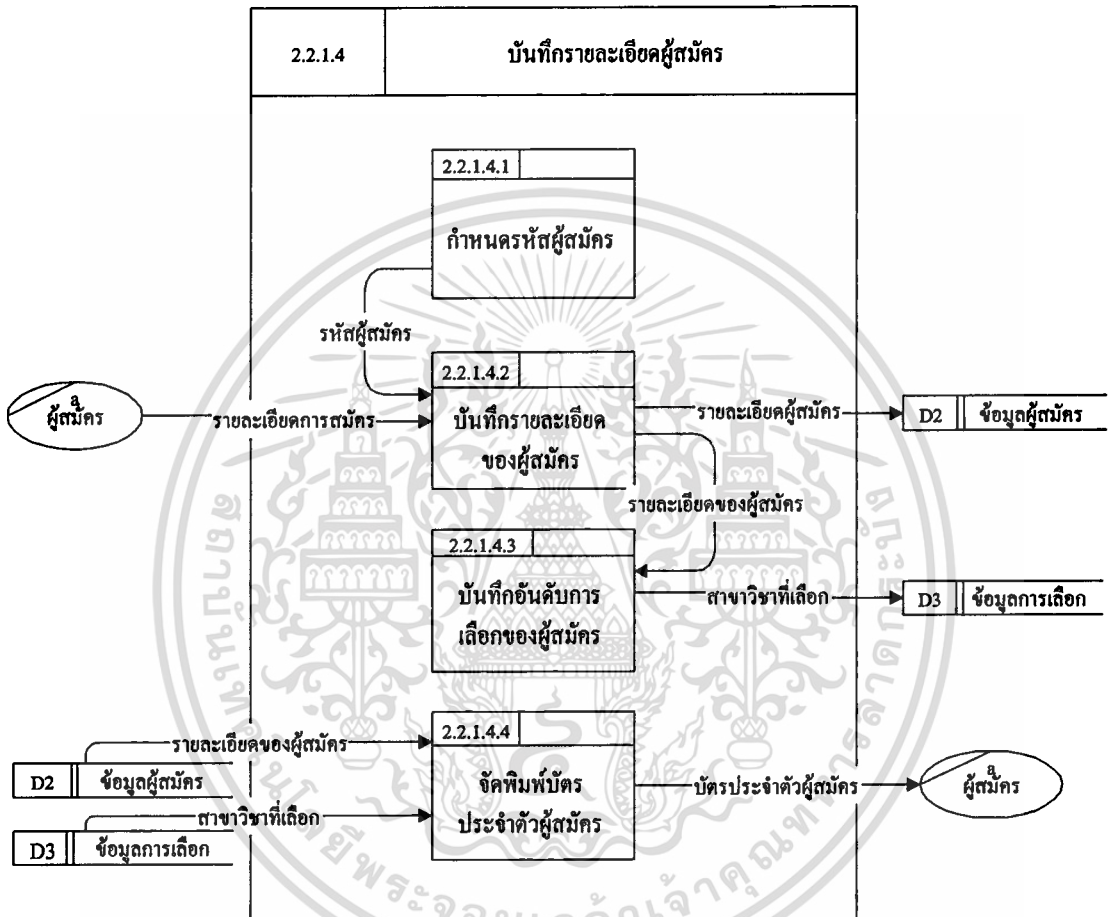 2.2.1.4 บันทึกรายละเอียดผู้สมัคร
2.2.1.4.1
กำหนดรหัสผู้สมัคร
รหัสผู้สมัคร
a
ผู้สมัคร
รายละเอียดการสมัคร
2.2.1.4.2
บันทึกรายละเอียด
ของผู้สมัคร
รายละเอียดผู้สมัคร
D2 ข้อมูลผู้สมัคร
รายละเอียดของผู้สมัคร
2.2.1.4.3
บันทึกอันดับการ
เลือกของผู้สมัคร
สาขาวิชาที่เลือก
D3 ข้อมูลการเลือก
รายละเอียดของผู้สมัคร
D2 ข้อมูลผู้สมัคร
สาขาวิชาที่เลือก
D3 ข้อมูลการเลือก
2.2.1.4.4
จัดพิมพ์บัตร
ประจำตัวผู้สมัคร
บัตรประจำตัวผู้สมัคร
a
ผู้สมัคร